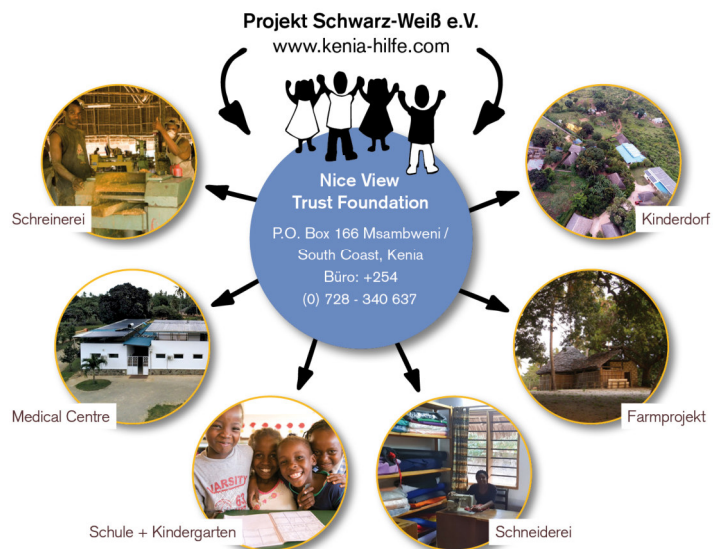 Projekt Schwarz-Weiß e.V.
www.kenia-hilfe.com
Nice View
Trust Foundation
P.O. Box 166 Msambweni /
South Coast, Kenia
Büro: +254
(0) 728 - 340 637
Schreinerei
Kinderdorf
Medical Centre
Farmprojekt
VARSITY
Schule + Kindergarten
Schneiderei